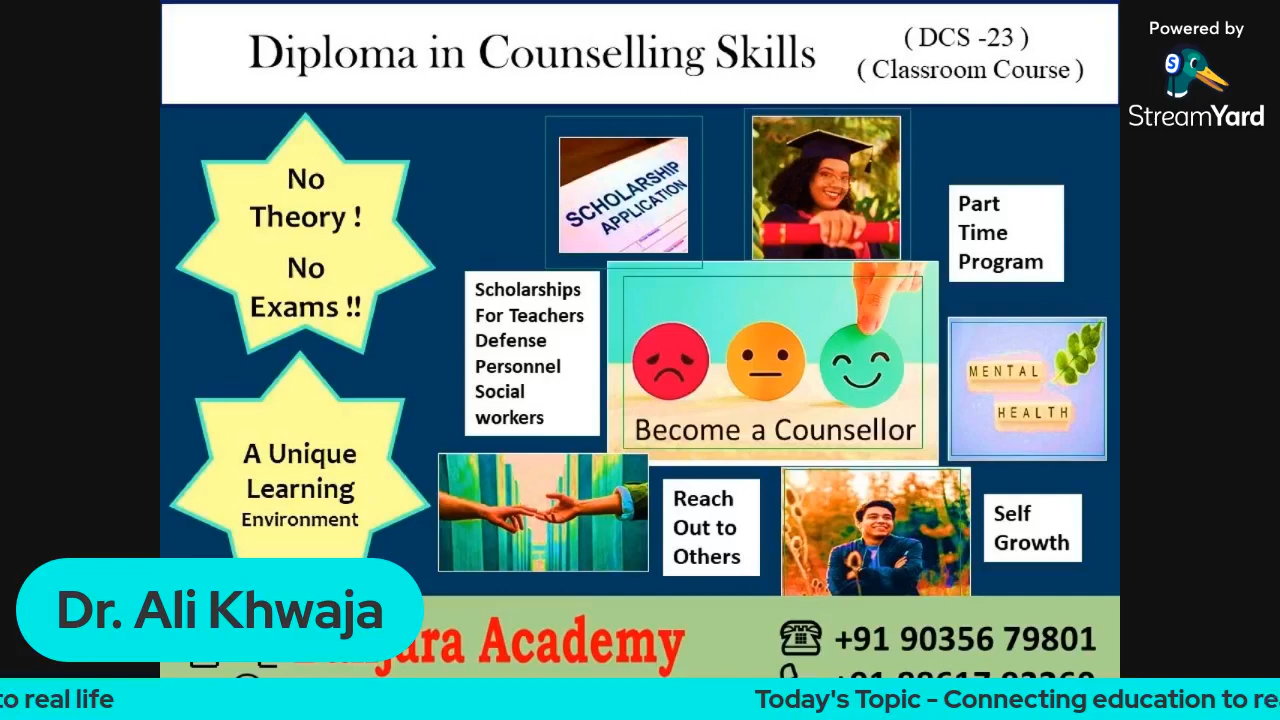 Diploma in Counselling Skills
( DCS -23 )
( Classroom Course )
Powered by
StreamYard
No
Theory !
No
Exams !!
SCHOLARSHIP
APPLICATION
Part
Time
Program
Scholarships
For Teachers
Defense
Personnel
Social
workers
MENTAL
HEALTH
Become a Counsellor
A Unique
Learning
Environment
Reach
Out to
Others
Self
Growth
Dr. Ali Khwaja
Academy
+91 90356 79801
to real life
Today's Topic - Connecting education to re